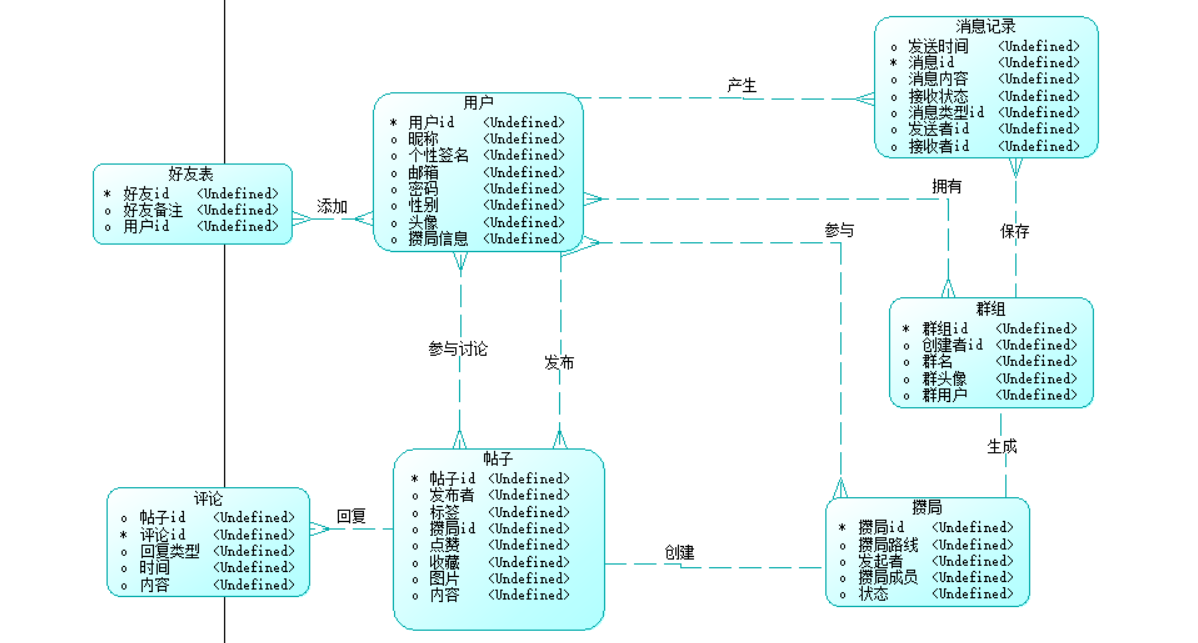 消息记录
o 发送时间 <Undefined>
* 消息id <Undefined>
o 消息内容 <Undefined>
o 接收状态 <Undefined>
o 消息类型id <Undefined>
o 发送者id <Undefined>
o 接收者id <Undefined>
产生
用户
* 用户id <Undefined>
o 昵称 <Undefined>
o 个性签名 <Undefined>
o 邮箱 <Undefined>
o 密码 <Undefined>
o 性别 <Undefined>
o 头像 <Undefined>
o 攒局信息 <Undefined>
好友表
* 好友id <Undefined>
o 好友备注 <Undefined>
o 用户id <Undefined>
添加
拥有
参与
保存
群组
* 群组id <Undefined>
o 创建者id <Undefined>
o 群名 <Undefined>
o 群头像 <Undefined>
o 群用户 <Undefined>
参与讨论
发布
生成
帖子
* 帖子id <Undefined>
o 发布者 <Undefined>
o 标签 <Undefined>
o 攒局id <Undefined>
o 点赞 <Undefined>
o 收藏 <Undefined>
o 图片 <Undefined>
o 内容 <Undefined>
评论
o 帖子id <Undefined>
* 评论id <Undefined>
o 回复类型 <Undefined>
o 时间 <Undefined>
o 内容 <Undefined>
回复
创建
攒局
* 攒局id <Undefined>
o 攒局路线 <Undefined>
o 发起者 <Undefined>
o 攒局成员 <Undefined>
o 状态 <Undefined>